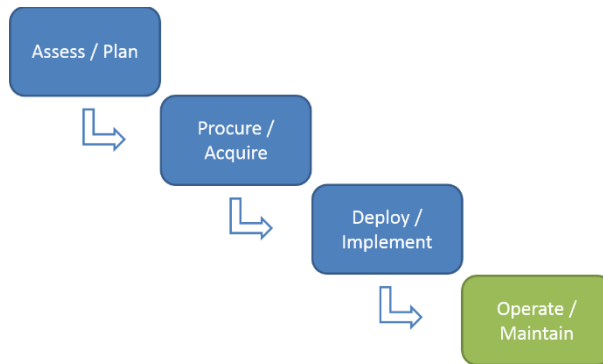 Assess / Plan
Procure /
Acquire
Deploy /
Implement
Operate /
Maintain